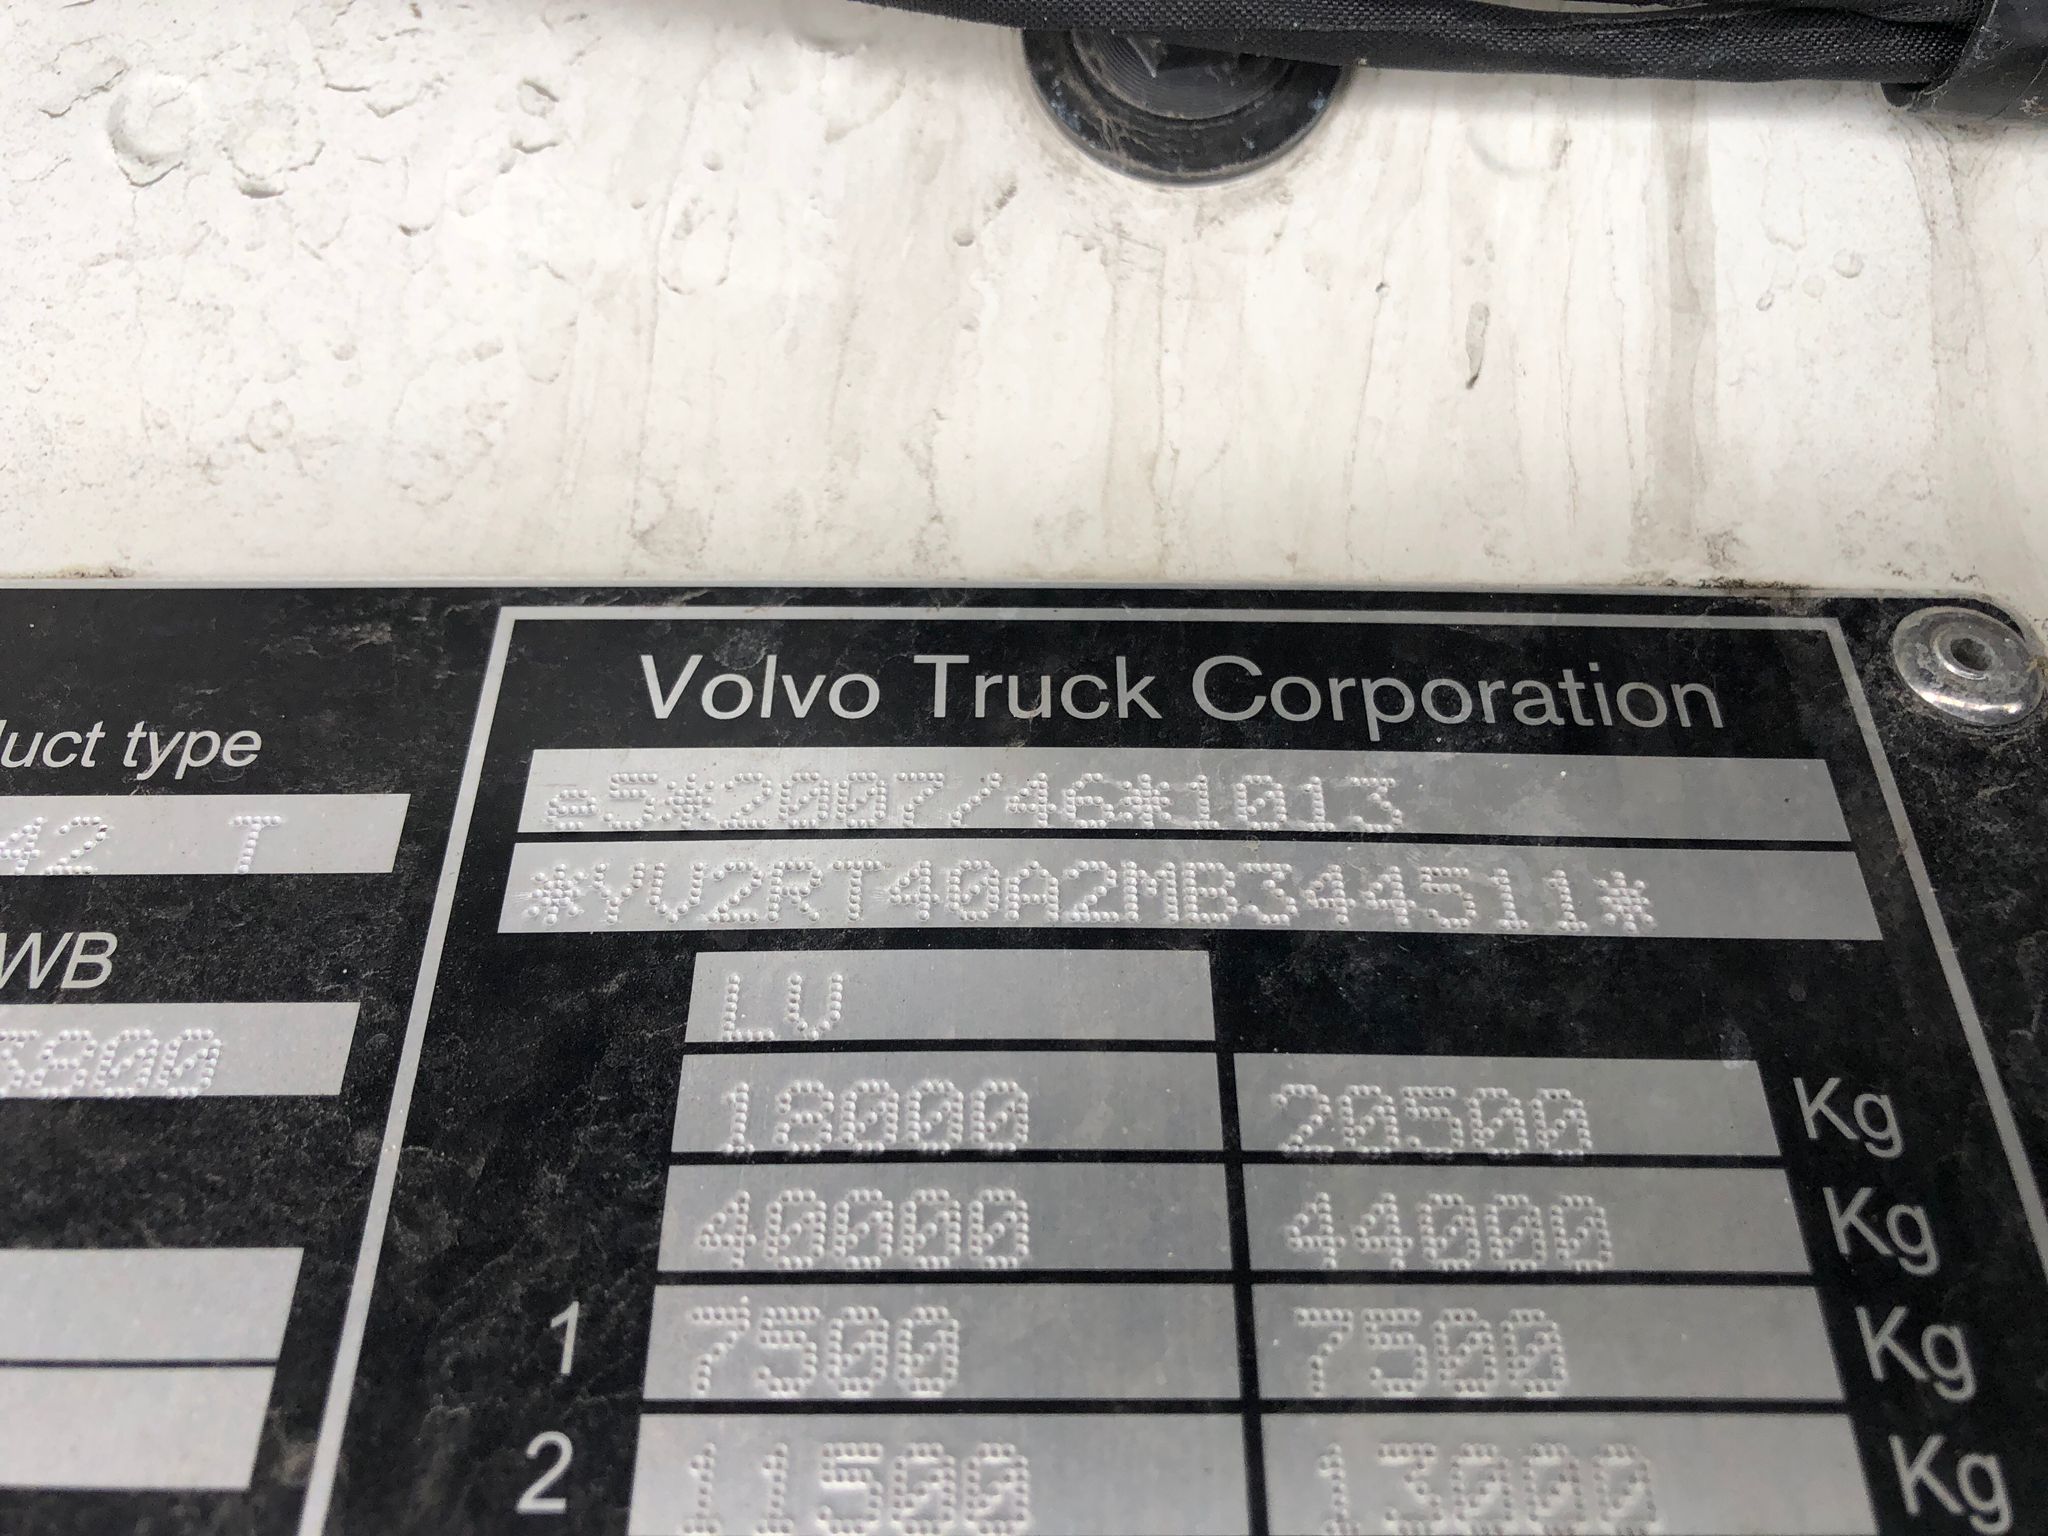 Volvo Truck Corporation
uct type
e5*2007/46*1013
42 T
*YV2RT40A2MB344511*
WB
LV
3800
18000 20500 Kg
40000 44000 Kg
1 7500 7500 Kg
2 11500 13000 Kg